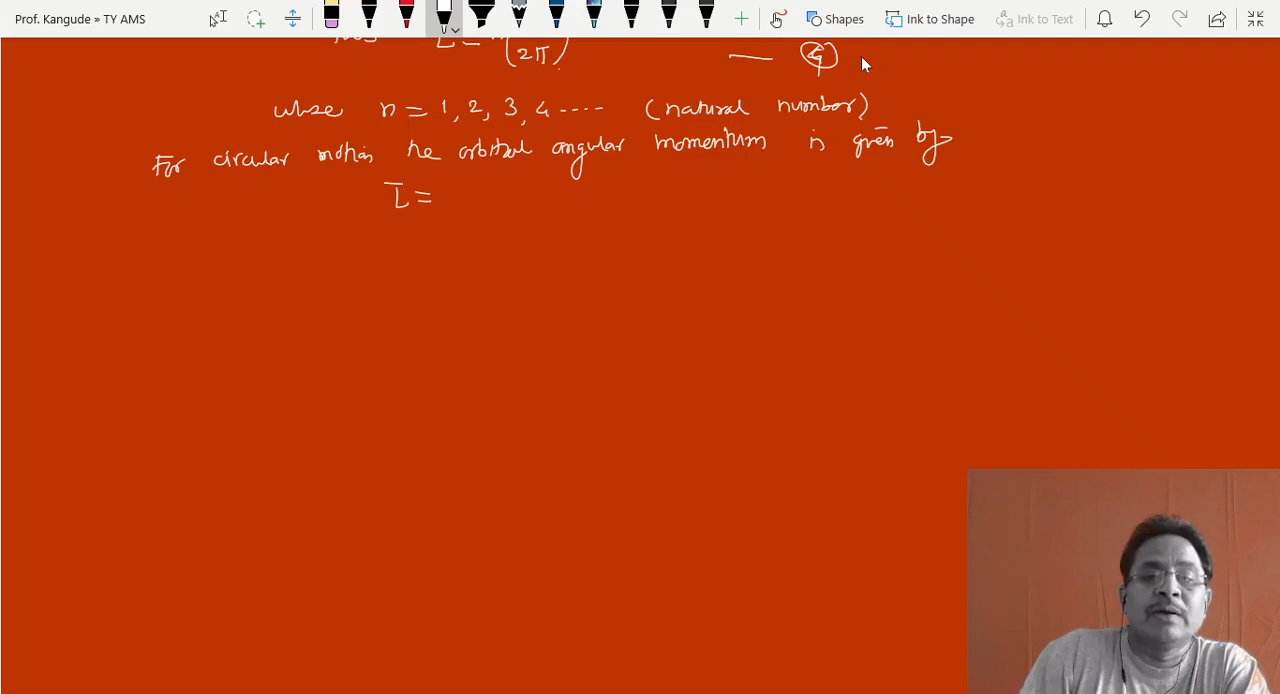 Prof. Kangude » TY AMS Shapes Ink to Shape Ink to Text
(2π) — ④
where n = 1, 2, 3, 4 ---- (natural number)
For circular motion the orbital angular momentum is given by
L̅ =